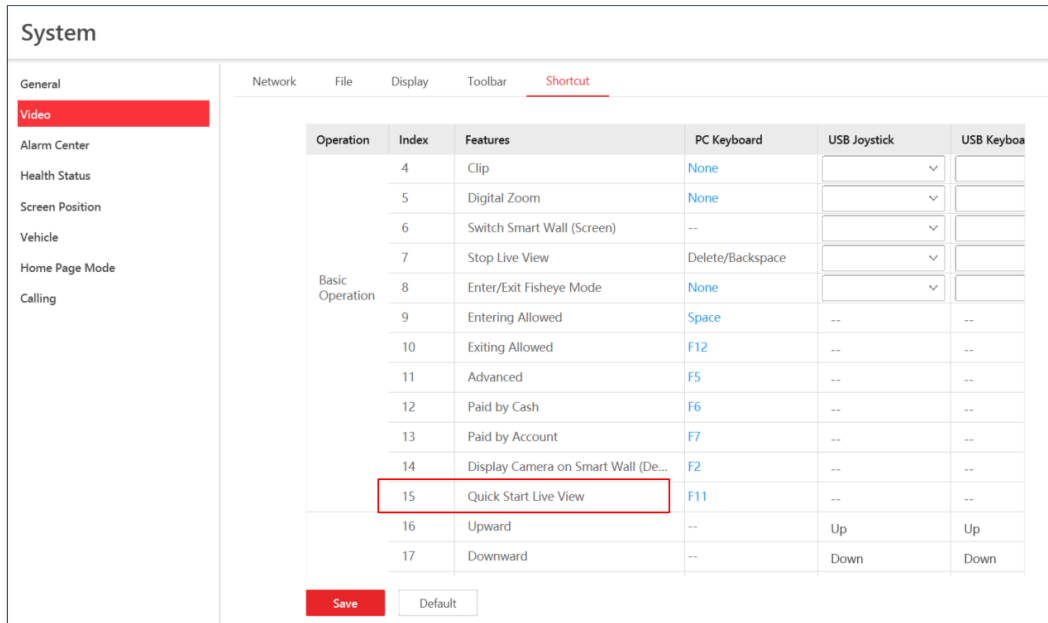 System
General
Video
Alarm Center
Health Status
Screen Position
Vehicle
Home Page Mode
Calling
Network File Display Toolbar Shortcut
Operation Index Features PC Keyboard USB Joystick USB Keyboa
4 Clip None
5 Digital Zoom None
6 Switch Smart Wall (Screen) --
7 Stop Live View Delete/Backspace
Basic
Operation
8 Enter/Exit Fisheye Mode None
9 Entering Allowed Space -- --
10 Exiting Allowed F12 -- --
11 Advanced F5 -- --
12 Paid by Cash F6 -- --
13 Paid by Account F7 -- --
14 Display Camera on Smart Wall (De... F2 -- --
15 Quick Start Live View F11 -- --
16 Upward -- Up Up
17 Downward -- Down Down
Save Default